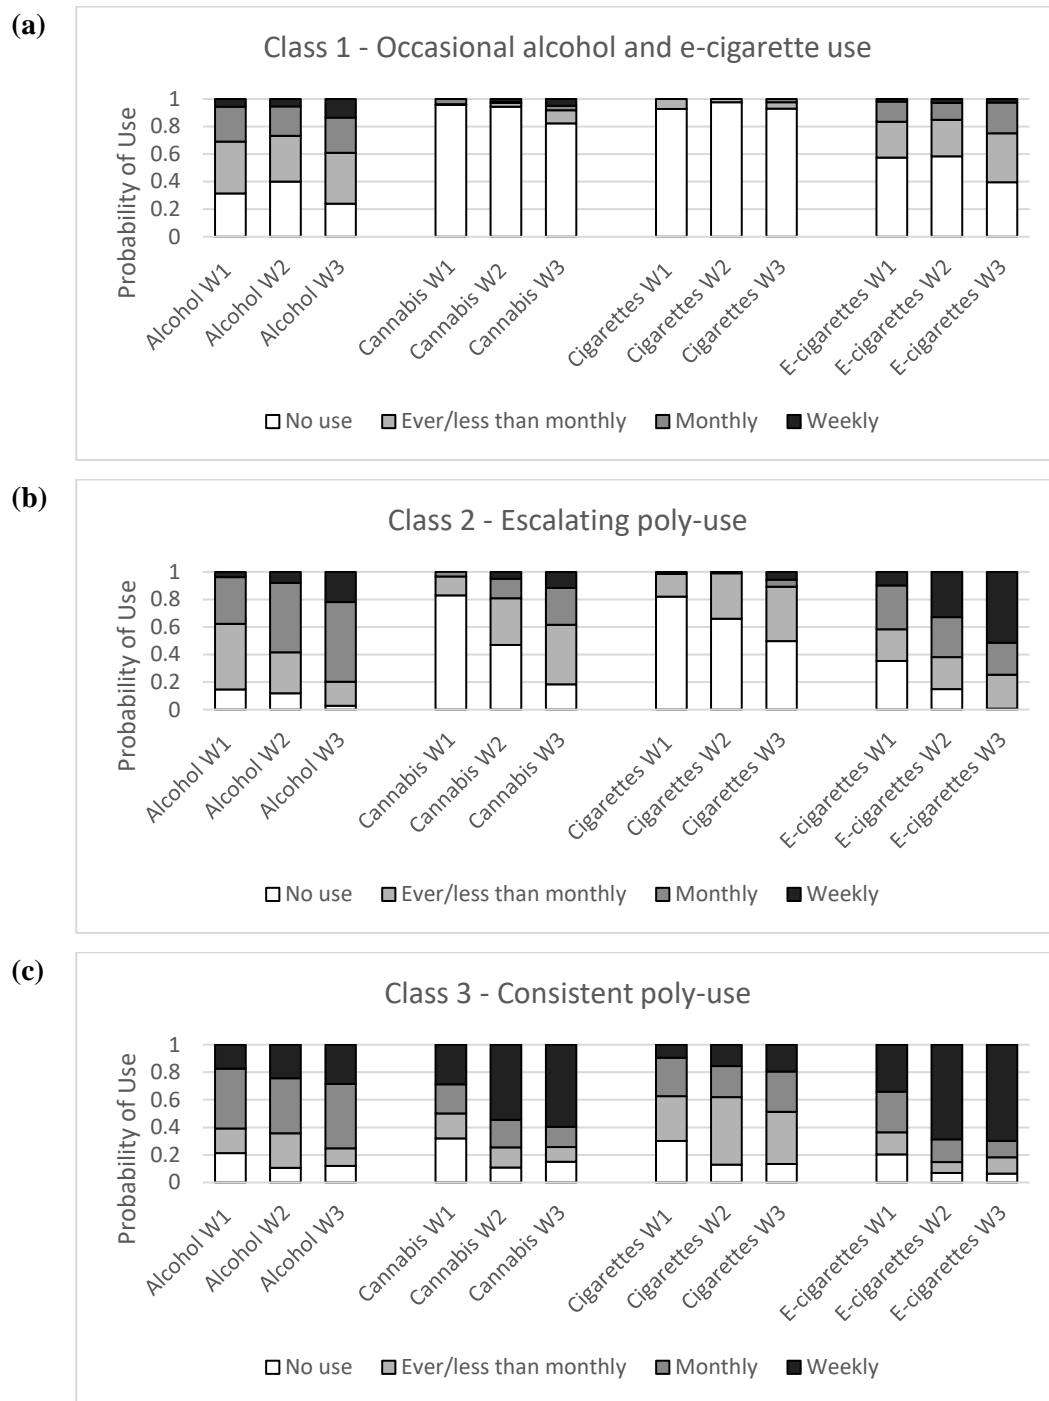 (a)
Class 1 - Occasional alcohol and e-cigarette use
Probability of Use
1
0.8
0.6
0.4
0.2
0
Alcohol W1
Alcohol W2
Alcohol W3
Cannabis W1
Cannabis W2
Cannabis W3
Cigarettes W1
Cigarettes W2
Cigarettes W3
E-cigarettes W1
E-cigarettes W2
E-cigarettes W3
No use Ever/less than monthly Monthly Weekly
(b)
Class 2 - Escalating poly-use
Probability of Use
1
0.8
0.6
0.4
0.2
0
Alcohol W1
Alcohol W2
Alcohol W3
Cannabis W1
Cannabis W2
Cannabis W3
Cigarettes W1
Cigarettes W2
Cigarettes W3
E-cigarettes W1
E-cigarettes W2
E-cigarettes W3
No use Ever/less than monthly Monthly Weekly
(c)
Class 3 - Consistent poly-use
Probability of Use
1
0.8
0.6
0.4
0.2
0
Alcohol W1
Alcohol W2
Alcohol W3
Cannabis W1
Cannabis W2
Cannabis W3
Cigarettes W1
Cigarettes W2
Cigarettes W3
E-cigarettes W1
E-cigarettes W2
E-cigarettes W3
No use Ever/less than monthly Monthly Weekly